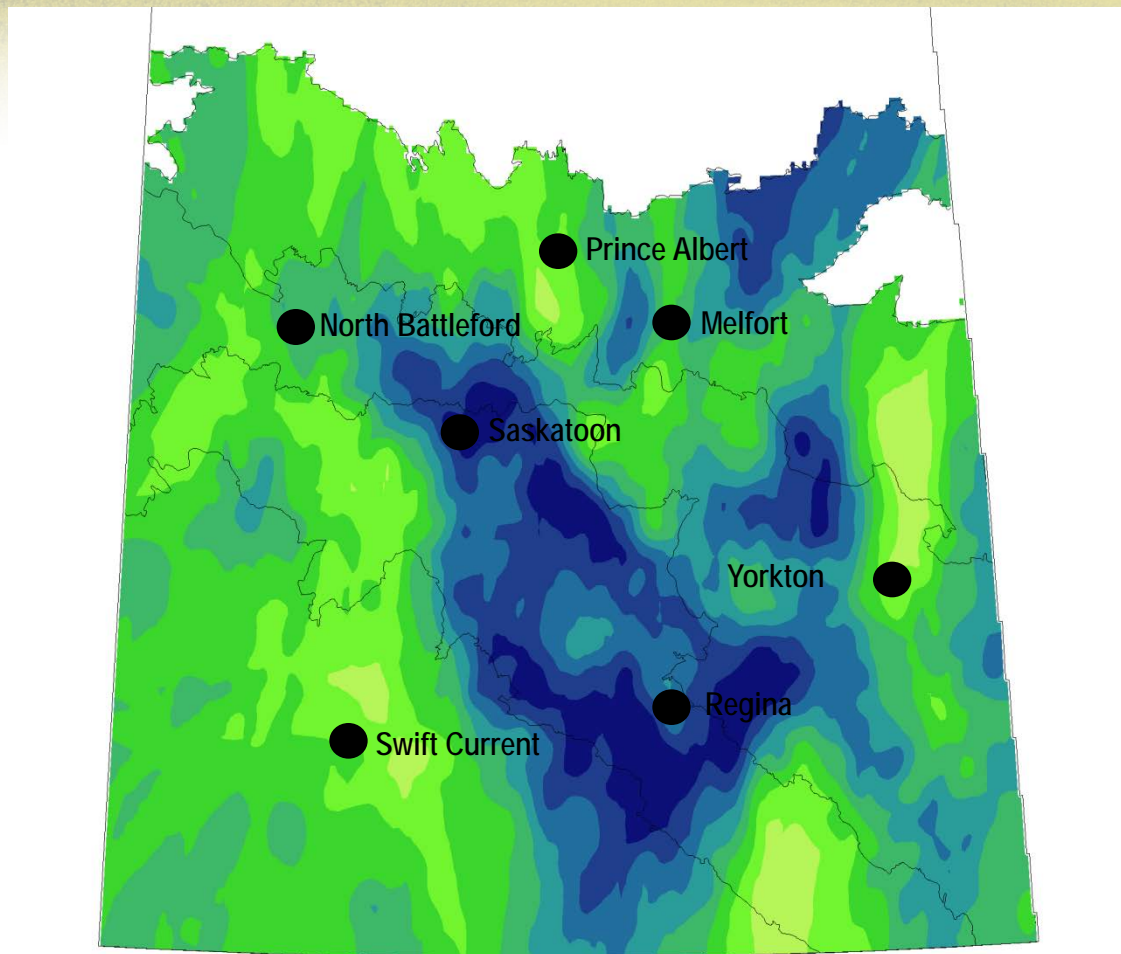 Prince Albert
North Battleford
Melfort
Saskatoon
Yorkton
Regina
Swift Current